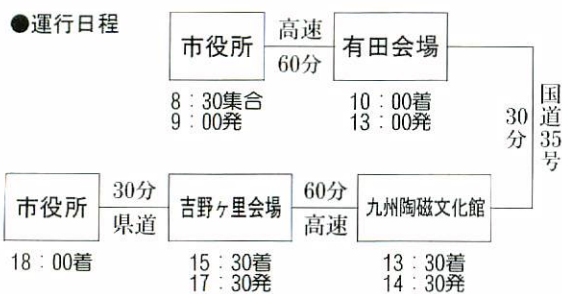 ●運行日程
市役所
高速
60分
有田会場
8：30集合
9：00発
10：00着
13：00発
国道35号
30分
市役所
30分
県道
吉野ヶ里会場
60分
高速
九州陶磁文化館
18：00着
15：30着
17：30発
13：30着
14：30発